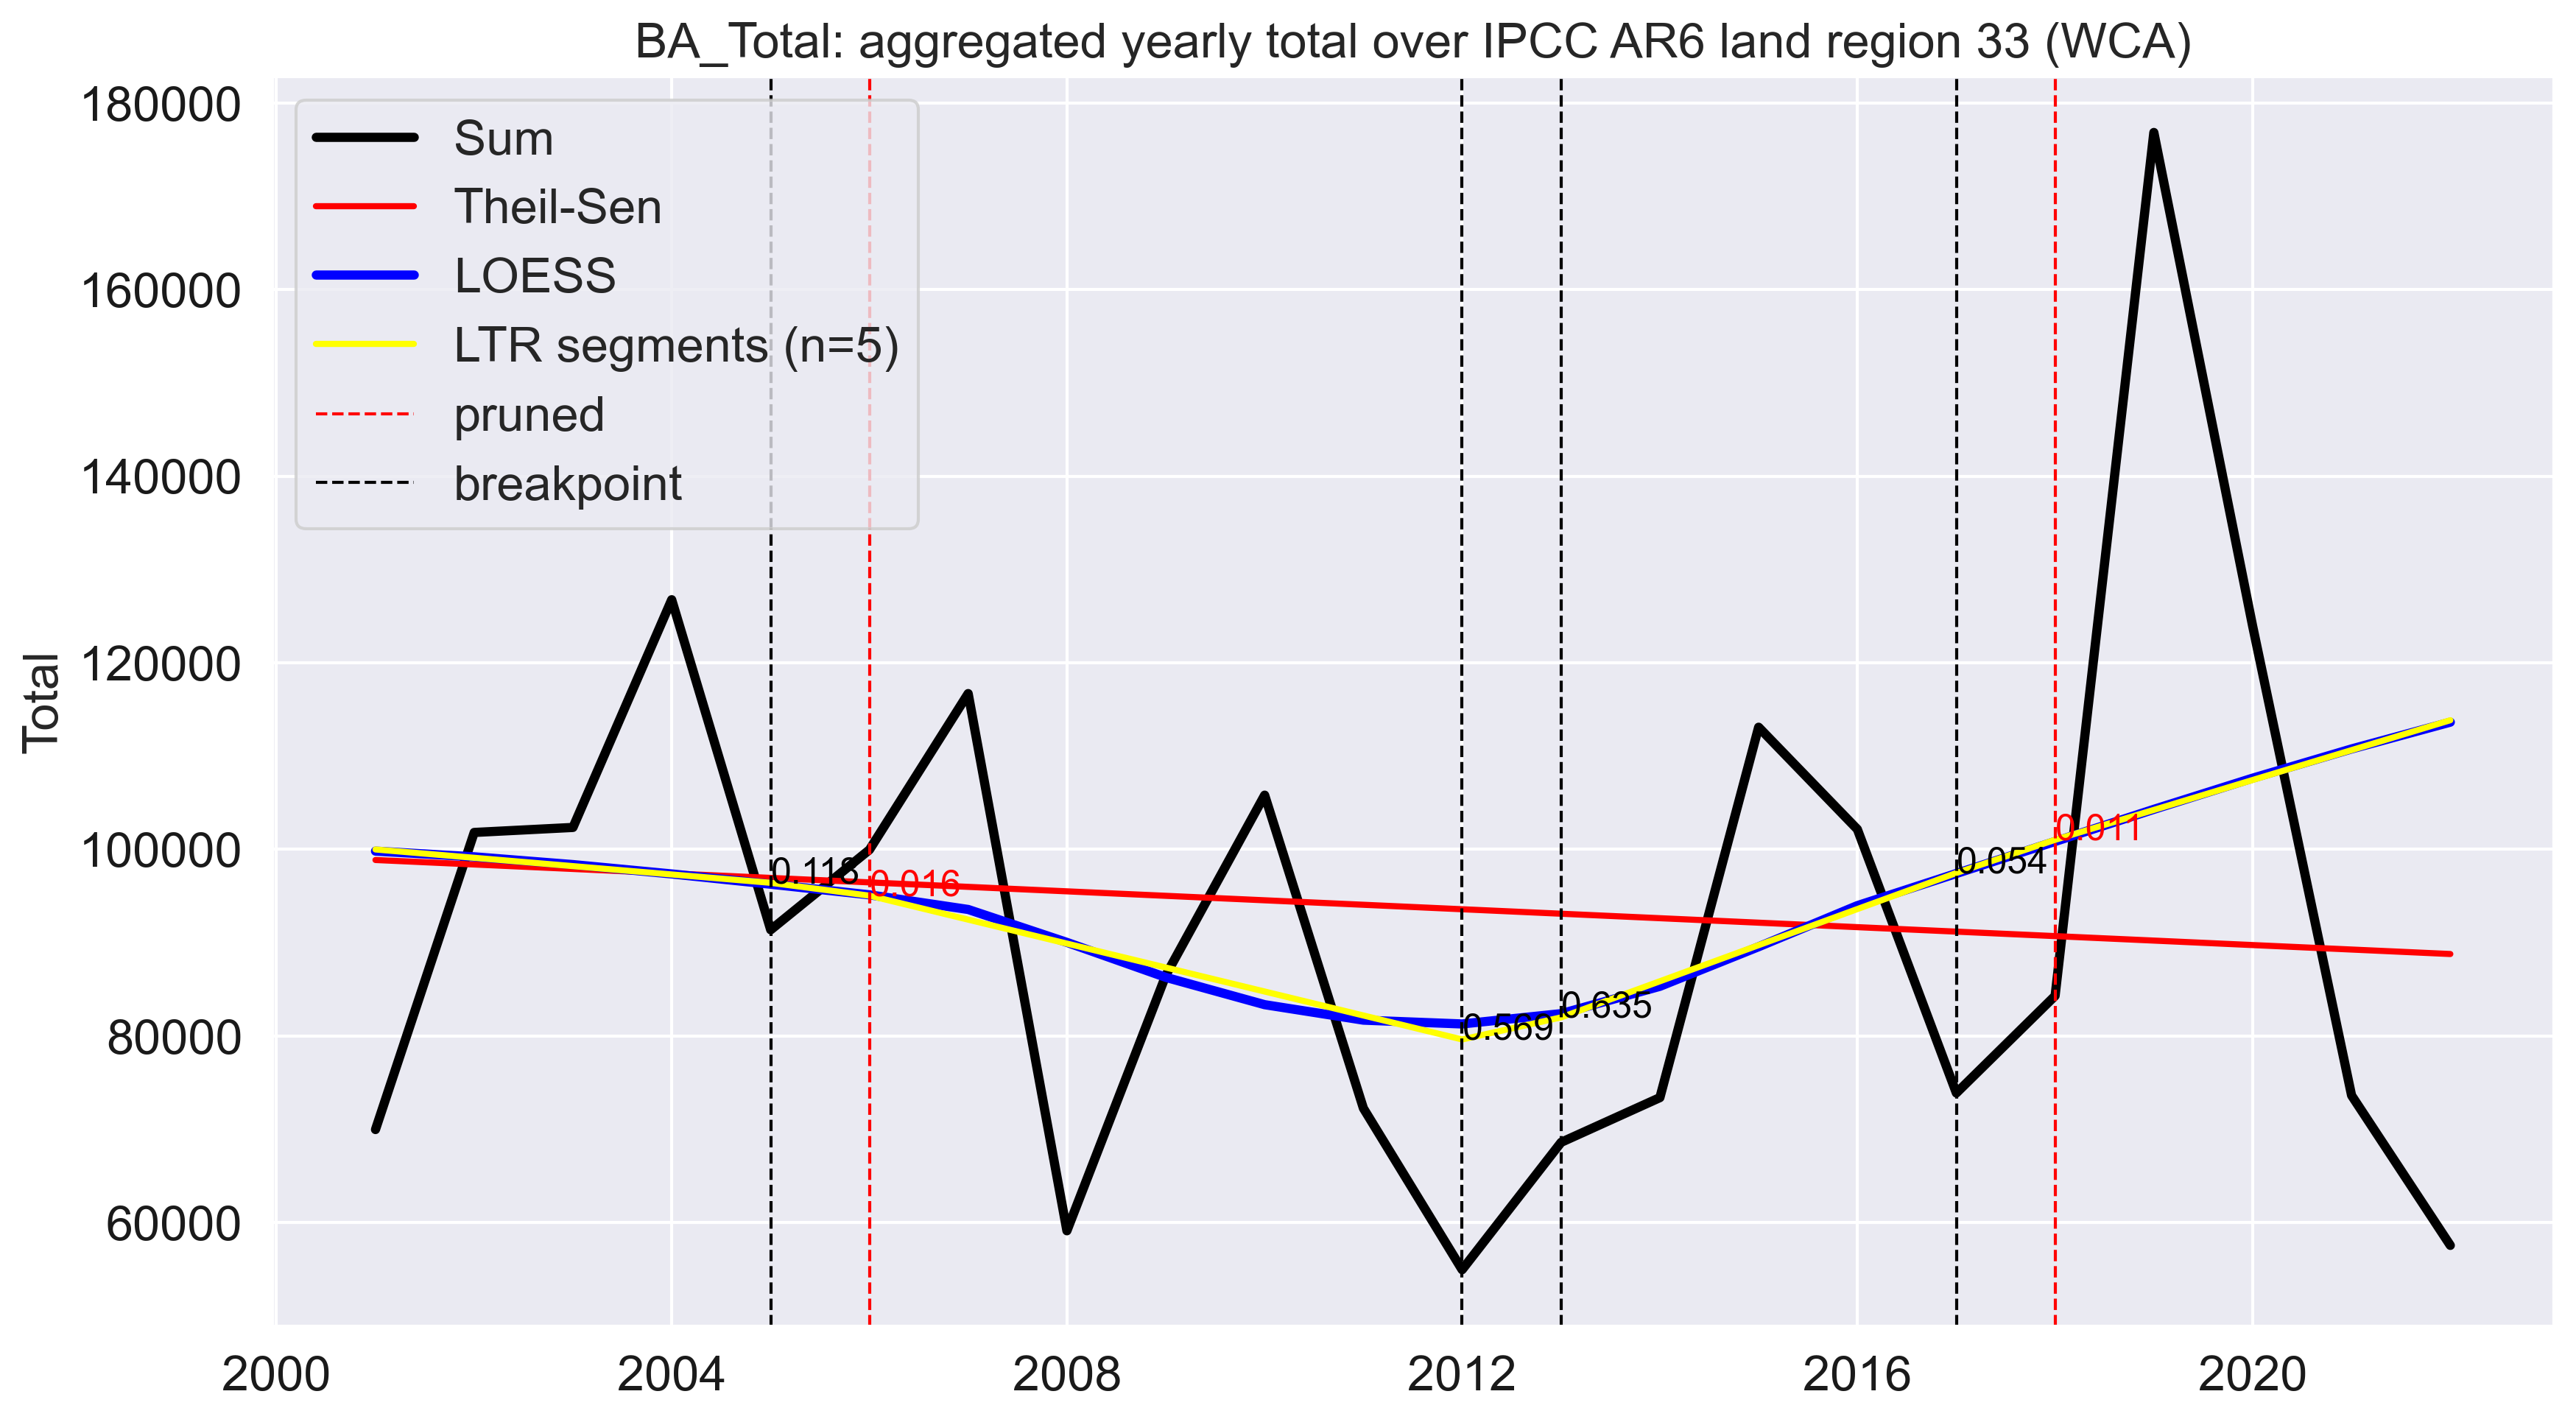 BA_Total: aggregated yearly total over IPCC AR6 land region 33 (WCA)
180000
160000
140000
120000
100000
80000
60000
Total
Sum
Theil-Sen
LOESS
LTR segments (n=5)
pruned
breakpoint
0.118
0.016
0.569
0.635
0.054
0.011
2000
2004
2008
2012
2016
2020